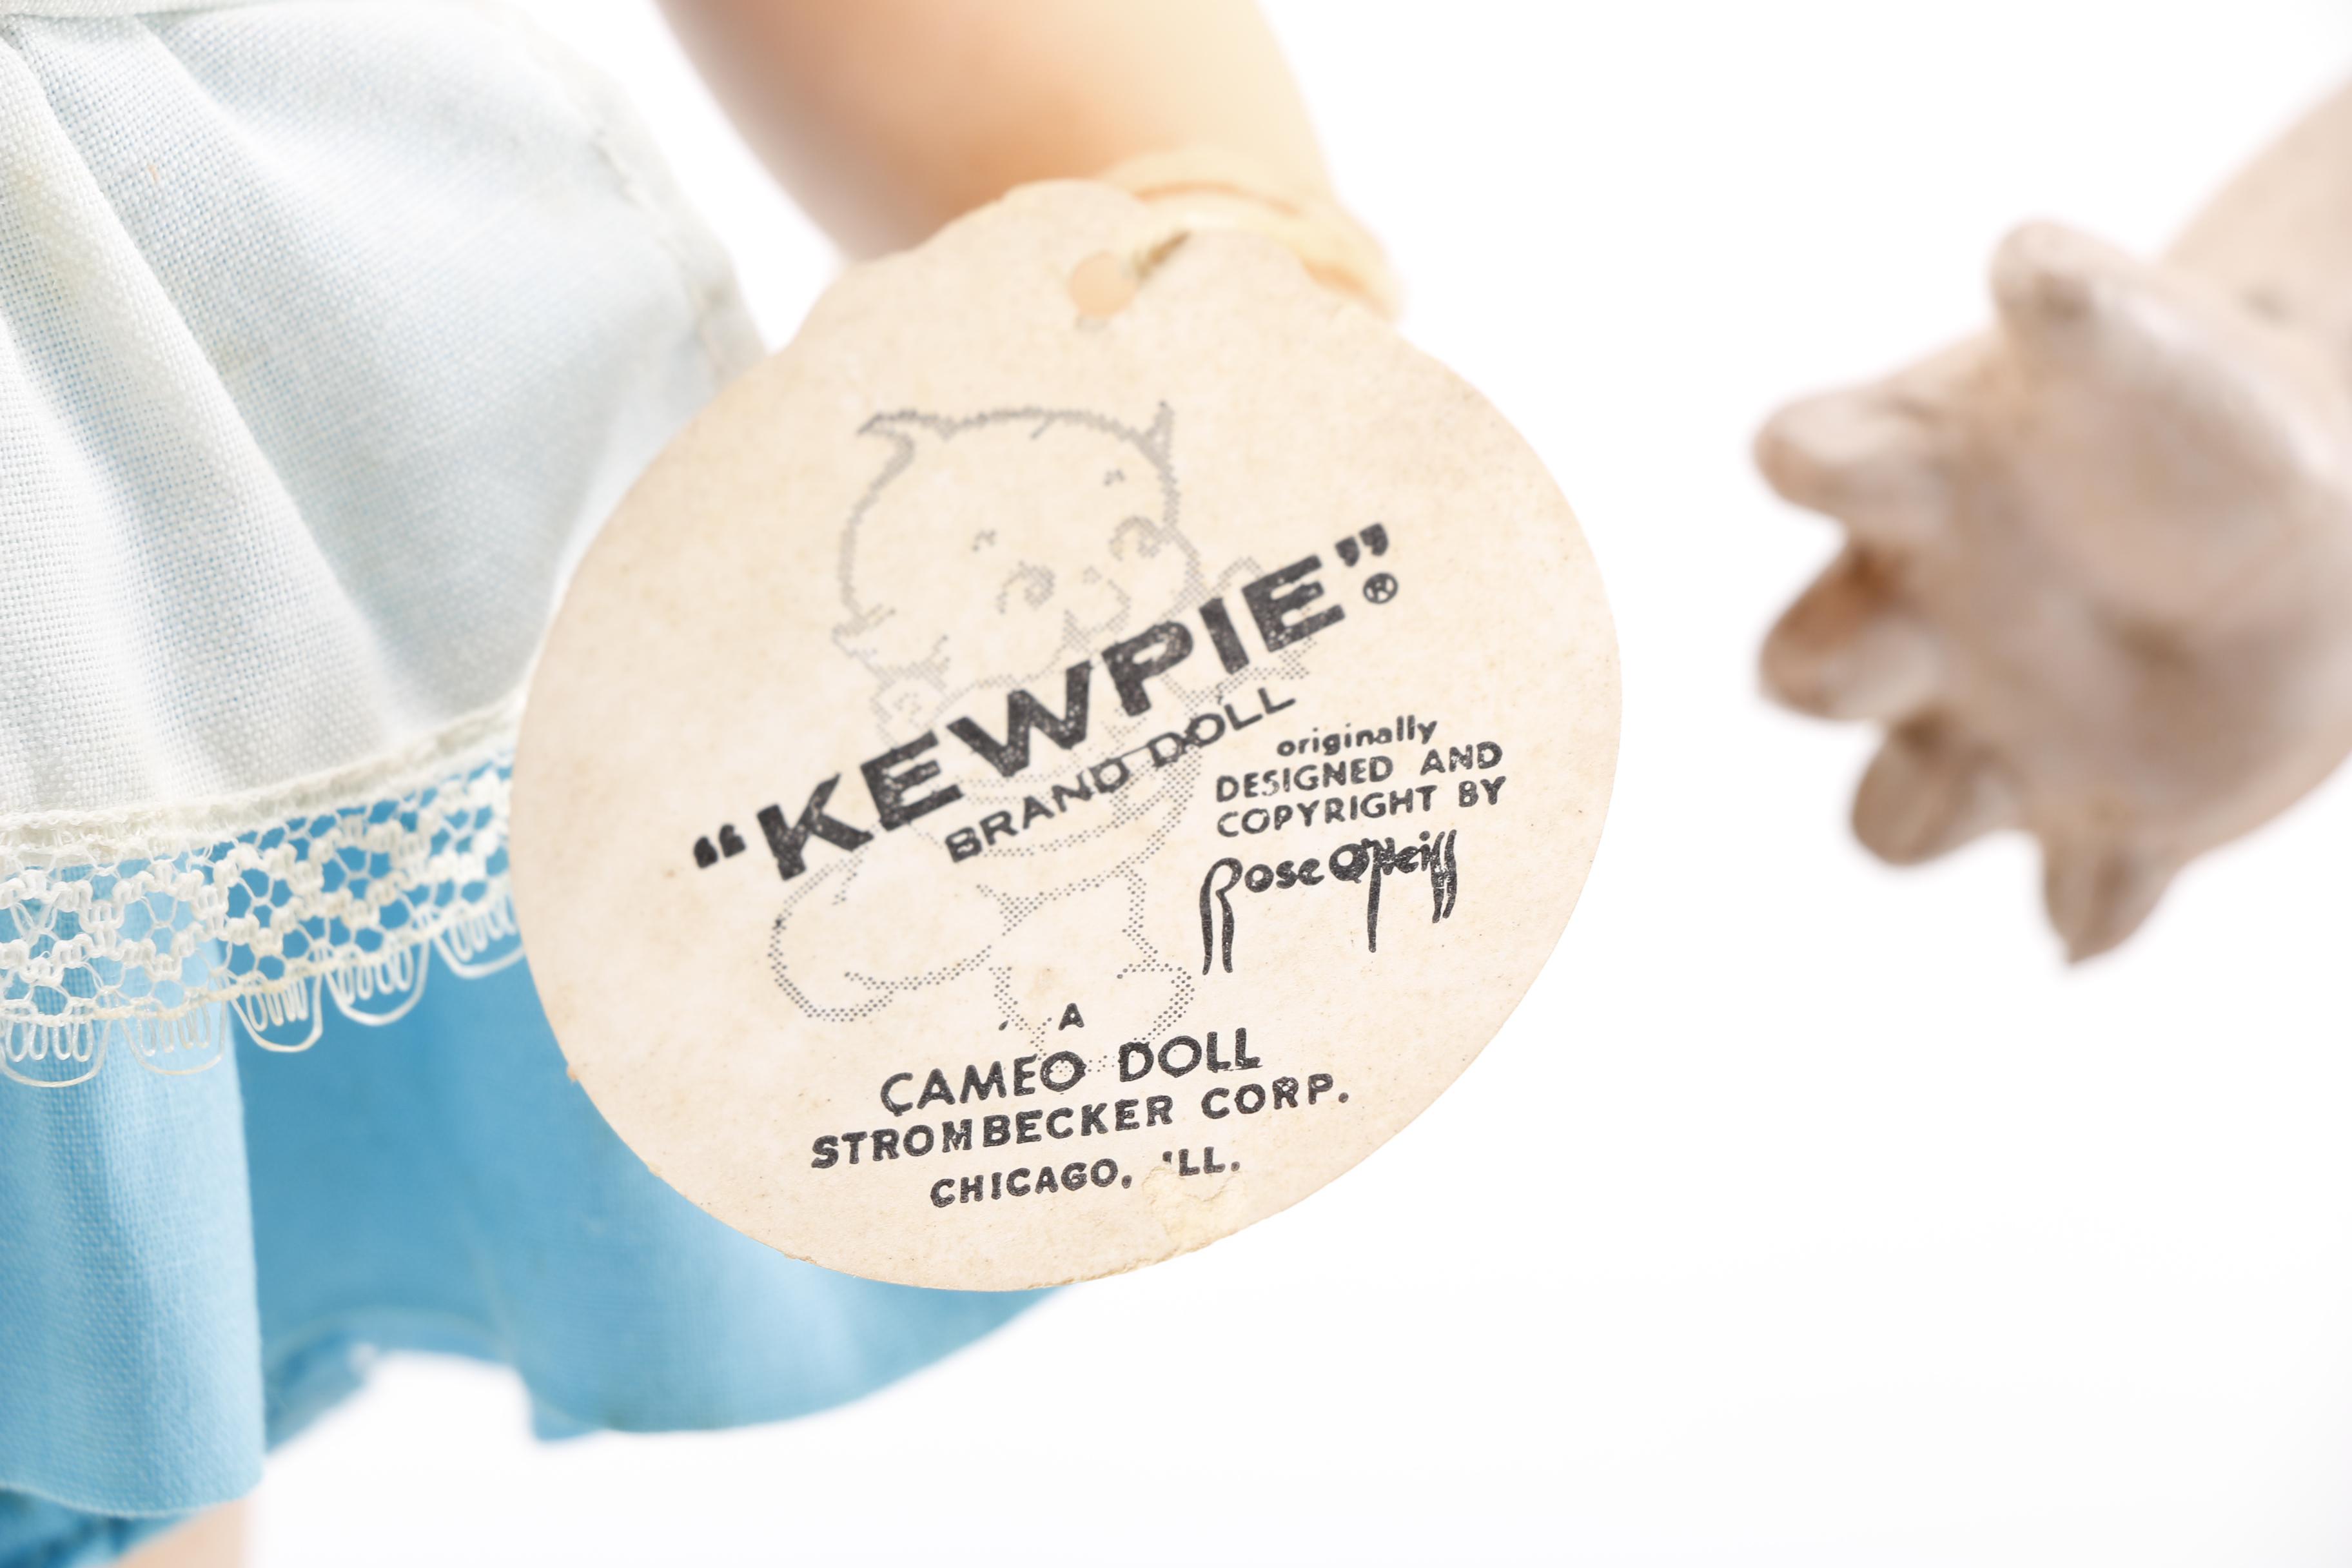 “KEWPIE”®
BRAND DOLL
originally
DESIGNED AND
COPYRIGHT BY
Rose O'Neill
A
CAMEO DOLL
STROMBECKER CORP.
CHICAGO, ILL.